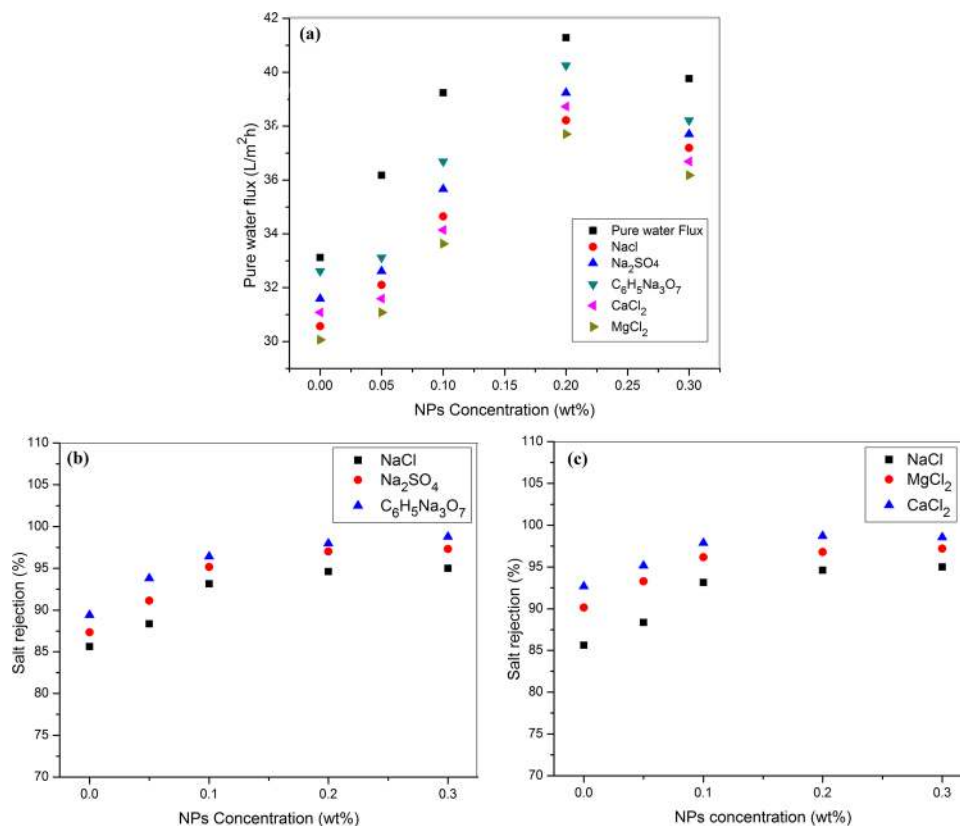 (a)
Pure water flux (L/m²h)
42
40
38
36
34
32
30
Pure water Flux
Nacl
Na₂SO₄
C₆H₅Na₃O₇
CaCl₂
MgCl₂
0.00 0.05 0.10 0.15 0.20 0.25 0.30
NPs Concentration (wt%)
(b)
Salt rejection (%)
110
105
100
95
90
85
80
75
70
NaCl
Na₂SO₄
C₆H₅Na₃O₇
0.0 0.1 0.2 0.3
NPs Concentration (wt%)
(c)
Salt rejection (%)
110
105
100
95
90
85
80
75
70
NaCl
MgCl₂
CaCl₂
0.0 0.1 0.2 0.3
NPs concentration (wt%)